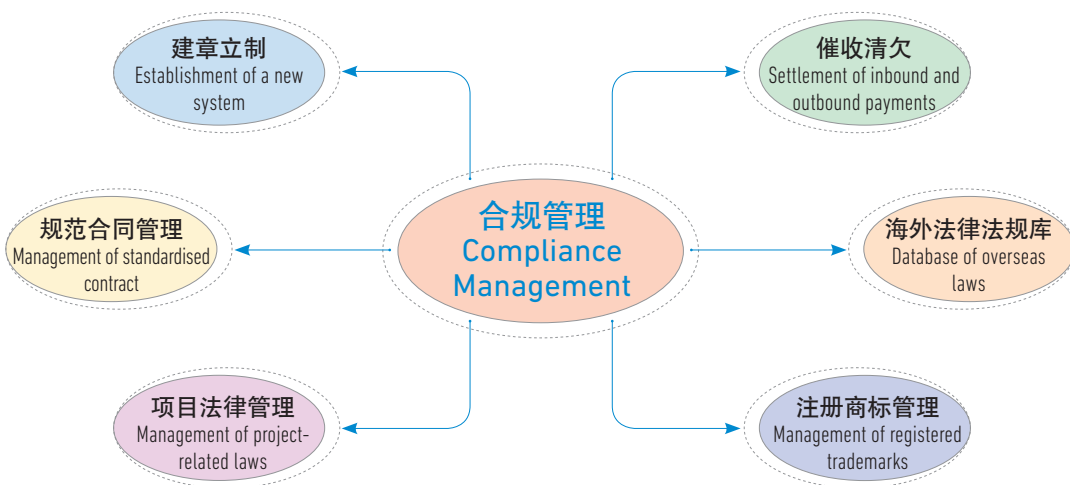 建章立制
Establishment of a new
system
催收清欠
Settlement of inbound and
outbound payments
规范合同管理
Management of standardised
contract
合规管理
Compliance
Management
海外法律法规库
Database of overseas
laws
项目法律管理
Management of project-
related laws
注册商标管理
Management of registered
trademarks